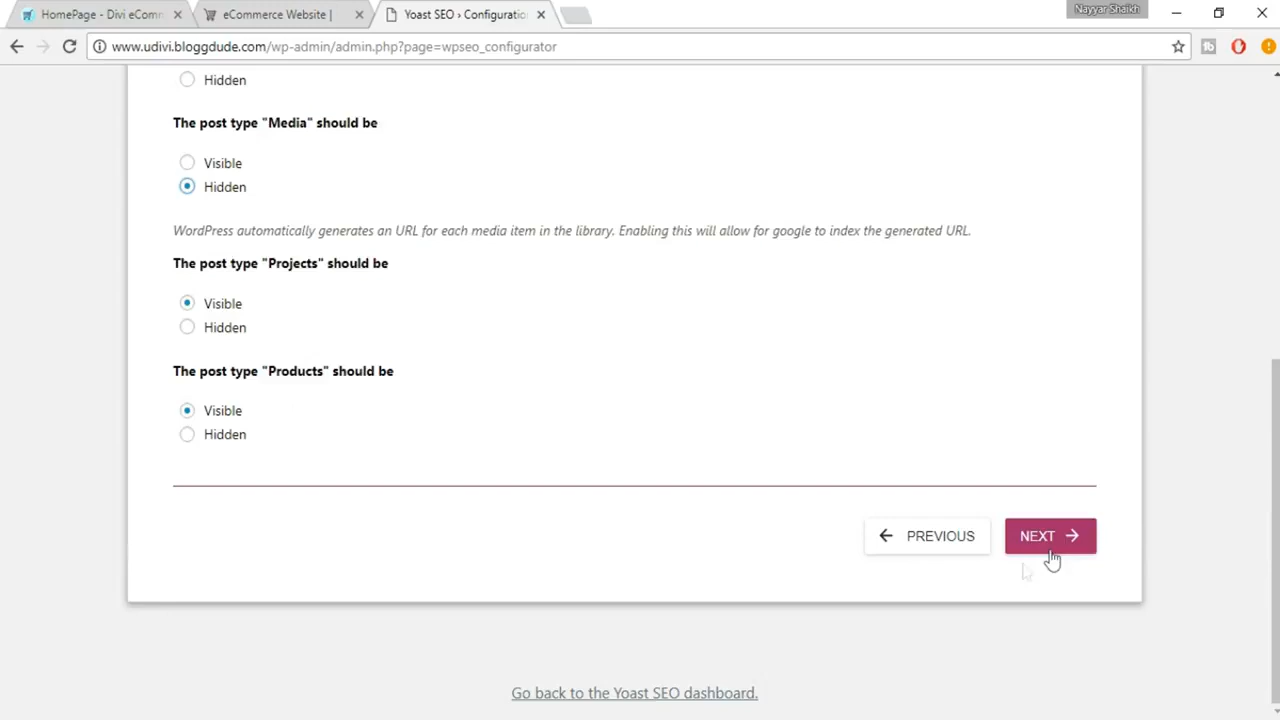 HomePage - Divi eComm
eCommerce Website |
Yoast SEO › Configuratio
Nayyar Shaikh
www.udivi.bloggdude.com/wp-admin/admin.php?page=wpseo_configurator
Hidden
The post type "Media" should be
Visible
Hidden
WordPress automatically generates an URL for each media item in the library. Enabling this will allow for google to index the generated URL.
The post type "Projects" should be
Visible
Hidden
The post type "Products" should be
Visible
Hidden
PREVIOUS
NEXT
Go back to the Yoast SEO dashboard.